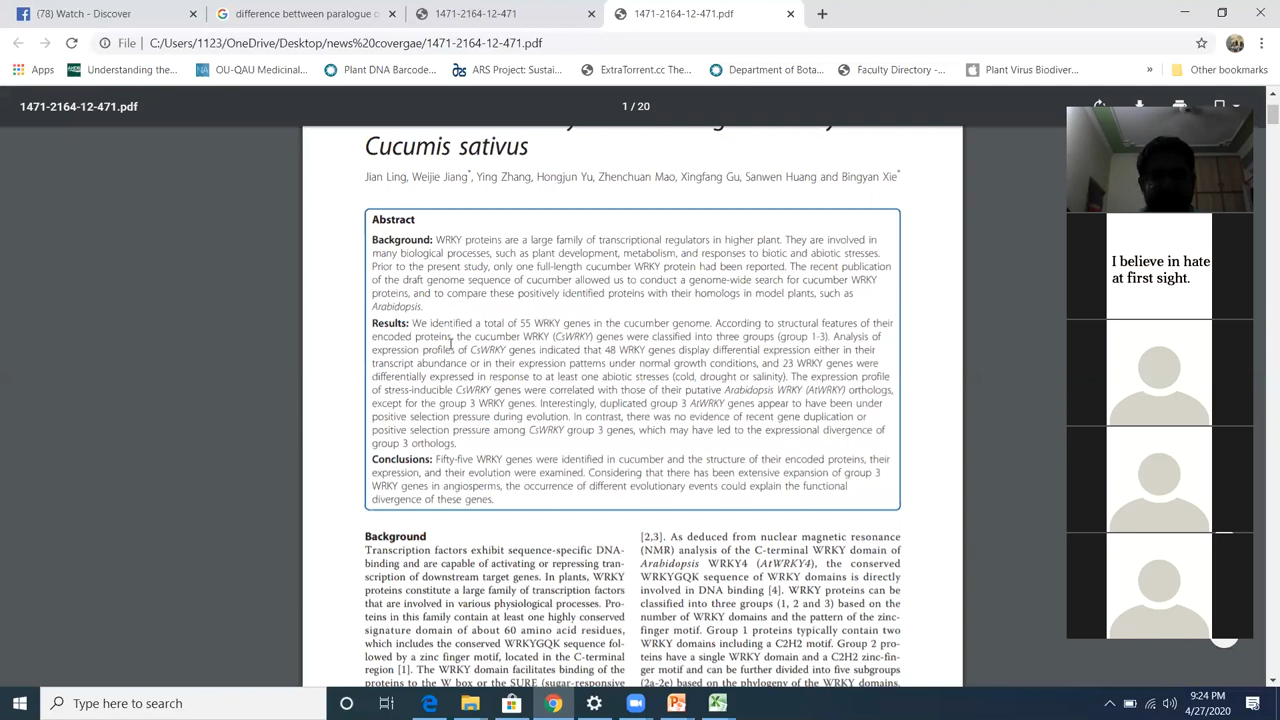 (78) Watch - Discover
difference bettween paralogue o
1471-2164-12-471
1471-2164-12-471.pdf
File
C:/Users/1123/OneDrive/Desktop/news%20covergae/1471-2164-12-471.pdf
Apps
Understanding the...
OU-QAU Medicinal...
Plant DNA Barcode...
ARS Project: Sustai...
ExtraTorrent.cc The...
Department of Bota...
Faculty Directory -...
Plant Virus Biodiver...
»
Other bookmarks
1471-2164-12-471.pdf
1 / 20
Cucumis sativus
Jian Ling, Weijie Jiang*, Ying Zhang, Hongjun Yu, Zhenchuan Mao, Xingfang Gu, Sanwen Huang and Bingyan Xie*
Abstract
Background: WRKY proteins are a large family of transcriptional regulators in higher plant. They are involved in
many biological processes, such as plant development, metabolism, and responses to biotic and abiotic stresses.
Prior to the present study, only one full-length cucumber WRKY protein had been reported. The recent publication
of the draft genome sequence of cucumber allowed us to conduct a genome-wide search for cucumber WRKY
proteins, and to compare these positively identified proteins with their homologs in model plants, such as
Arabidopsis.
Results: We identified a total of 55 WRKY genes in the cucumber genome. According to structural features of their
encoded proteins, the cucumber WRKY (CsWRKY) genes were classified into three groups (group 1-3). Analysis of
expression profiles of CsWRKY genes indicated that 48 WRKY genes display differential expression either in their
transcript abundance or in their expression patterns under normal growth conditions, and 23 WRKY genes were
differentially expressed in response to at least one abiotic stresses (cold, drought or salinity). The expression profile
of stress-inducible CsWRKY genes were correlated with those of their putative Arabidopsis WRKY (AtWRKY) orthologs,
except for the group 3 WRKY genes. Interestingly, duplicated group 3 AtWRKY genes appear to have been under
positive selection pressure during evolution. In contrast, there was no evidence of recent gene duplication or
positive selection pressure among CsWRKY group 3 genes, which may have led to the expressional divergence of
group 3 orthologs.
Conclusions: Fifty-five WRKY genes were identified in cucumber and the structure of their encoded proteins, their
expression, and their evolution were examined. Considering that there has been extensive expansion of group 3
WRKY genes in angiosperms, the occurrence of different evolutionary events could explain the functional
divergence of these genes.
Background
Transcription factors exhibit sequence-specific DNA-
binding and are capable of activating or repressing tran-
scription of downstream target genes. In plants, WRKY
proteins constitute a large family of transcription factors
that are involved in various physiological processes. Pro-
teins in this family contain at least one highly conserved
signature domain of about 60 amino acid residues,
which includes the conserved WRKYGQK sequence fol-
lowed by a zinc finger motif, located in the C-terminal
region [1]. The WRKY domain facilitates binding of the
proteins to the W box or the SURE (sugar-responsive
[2,3]. As deduced from nuclear magnetic resonance
(NMR) analysis of the C-terminal WRKY domain of
Arabidopsis WRKY4 (AtWRKY4), the conserved
WRKYGQK sequence of WRKY domains is directly
involved in DNA binding [4]. WRKY proteins can be
classified into three groups (1, 2 and 3) based on the
number of WRKY domains and the pattern of the zinc-
finger motif. Group 1 proteins typically contain two
WRKY domains including a C2H2 motif. Group 2 pro-
teins have a single WRKY domain and a C2H2 zinc-fin-
ger motif and can be further divided into five subgroups
(2a-2e) based on the phylogeny of the WRKY domains.
I believe in hate
at first sight.
Type here to search
9:24 PM
4/27/2020